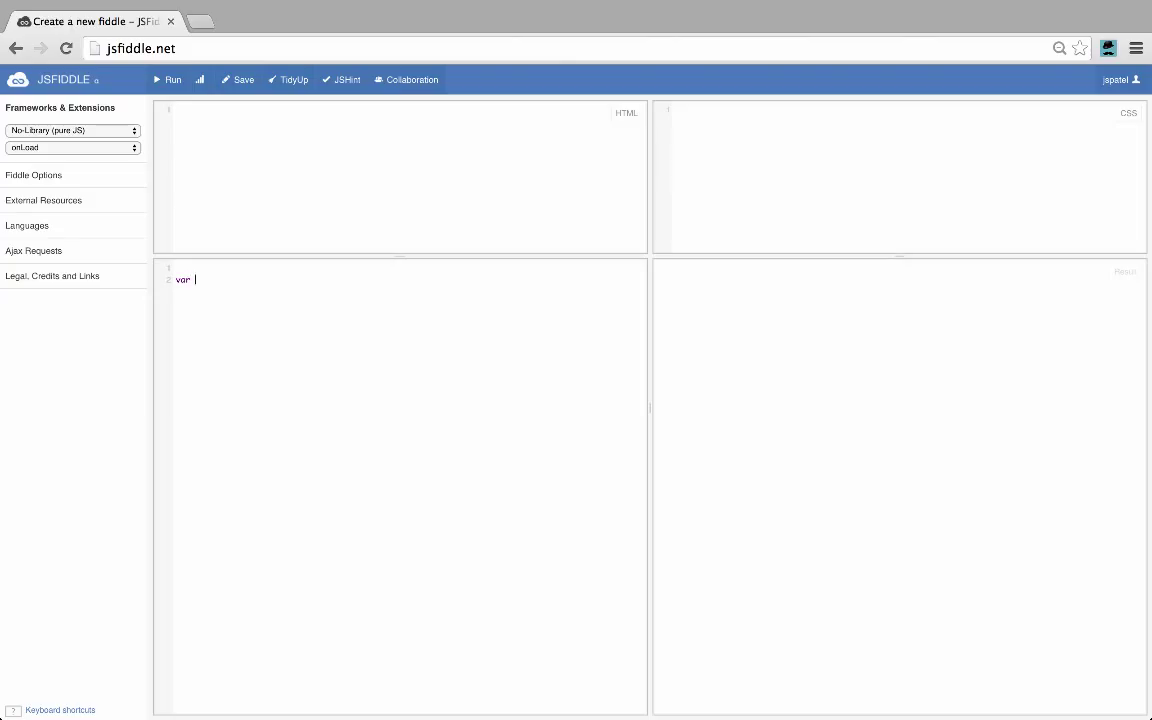 Create a new fiddle – JSFid
jsfiddle.net
JSFIDDLE α
Run
Save
TidyUp
JSHint
Collaboration
jspatel
Frameworks & Extensions
No-Library (pure JS)
onLoad
Fiddle Options
External Resources
Languages
Ajax Requests
Legal, Credits and Links
1
HTML
1
CSS
1
2 var
Resul
? Keyboard shortcuts